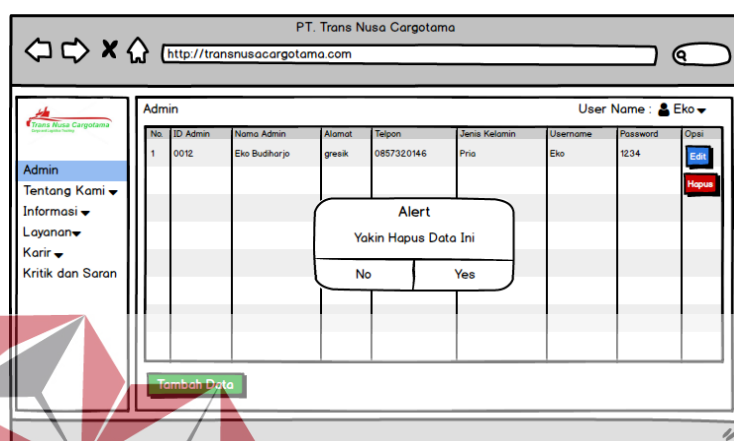 PT. Trans Nusa Cargotama
http://transnusacargotama.com
Trans Nusa Cargotama
Admin
User Name : Eko
No. ID Admin Nama Admin Alamat Telpon Jenis Kelamin Username Password Opsi
1 0012 Eko Budiharjo gresik 0857320146 Pria Eko 1234 Edit
Hapus
Admin
Tentang Kami
Informasi
Layanan
Karir
Kritik dan Saran
Alert
Yakin Hapus Data Ini
No Yes
Tambah Data